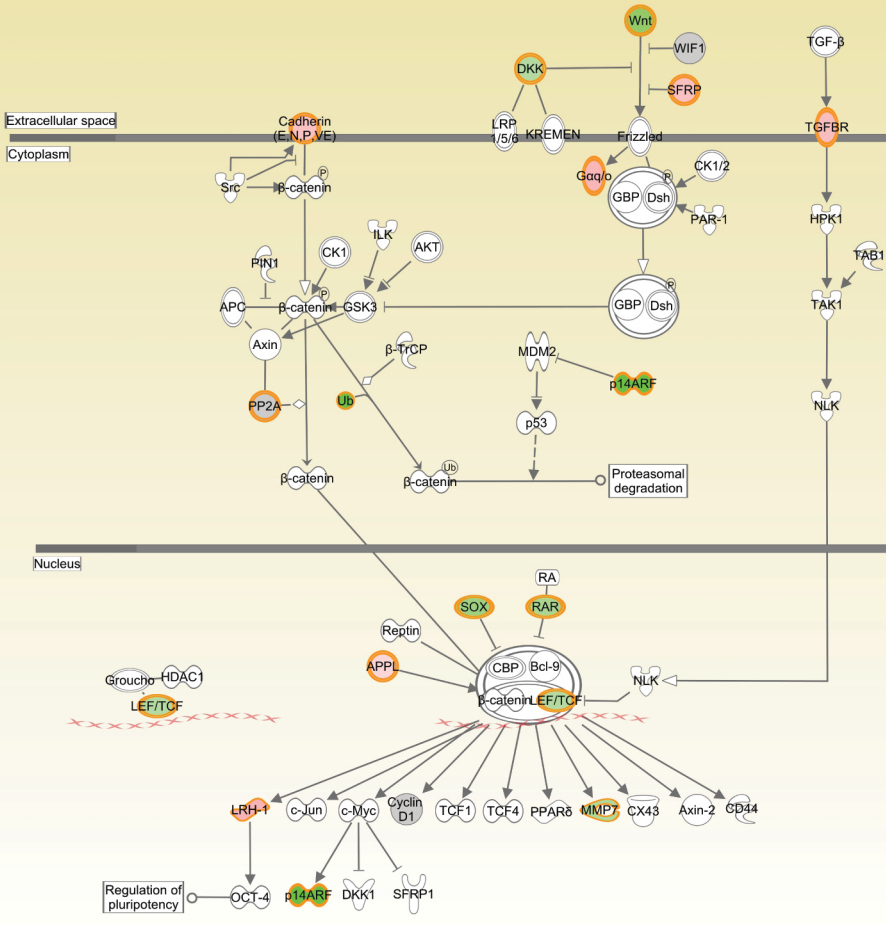 Wnt
WIF1
TGF-β
DKK
SFRP
Extracellular space
Cadherin
(E,N,P,VE)
LRP
1/5/6
KREMEN
Frizzled
TGFBR
Cytoplasm
Src
β-catenin
P
Gαq/o
P
CK1/2
GBP
Dsh
PAR-1
HPK1
ILK
AKT
CK1
PIN1
TAB1
APC
β-catenin
P
GSK3
GBP
Dsh
P
TAK1
Axin
β-TrCP
MDM2
p14ARF
PP2A
Ub
NLK
p53
β-catenin
β-catenin
Ub
Proteasomal
degradation
Nucleus
RA
SOX
RAR
Reptin
APPL
CBP
Bcl-9
Groucho
HDAC1
NLK
LEF/TCF
β-catenin
LEF/TCF
LRH-1
c-Jun
c-Myc
Cyclin
D1
TCF1
TCF4
PPARδ
MMP7
CX43
Axin-2
CD44
Regulation of
pluripotency
OCT-4
p14ARF
DKK1
SFRP1